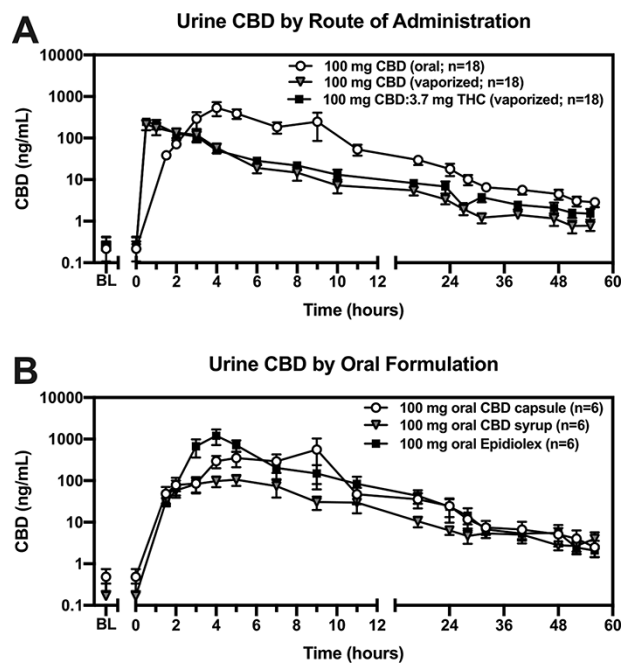 A
Urine CBD by Route of Administration
100 mg CBD (oral; n=18)
100 mg CBD (vaporized; n=18)
100 mg CBD:3.7 mg THC (vaporized; n=18)
CBD (ng/mL)
10000
1000
100
10
1
0.1
BL 0 2 4 6 8 10 12 24 36 48 60
Time (hours)
B
Urine CBD by Oral Formulation
100 mg oral CBD capsule (n=6)
100 mg oral CBD syrup (n=6)
100 mg oral Epidiolex (n=6)
CBD (ng/mL)
10000
1000
100
10
1
0.1
BL 0 2 4 6 8 10 12 24 36 48 60
Time (hours)